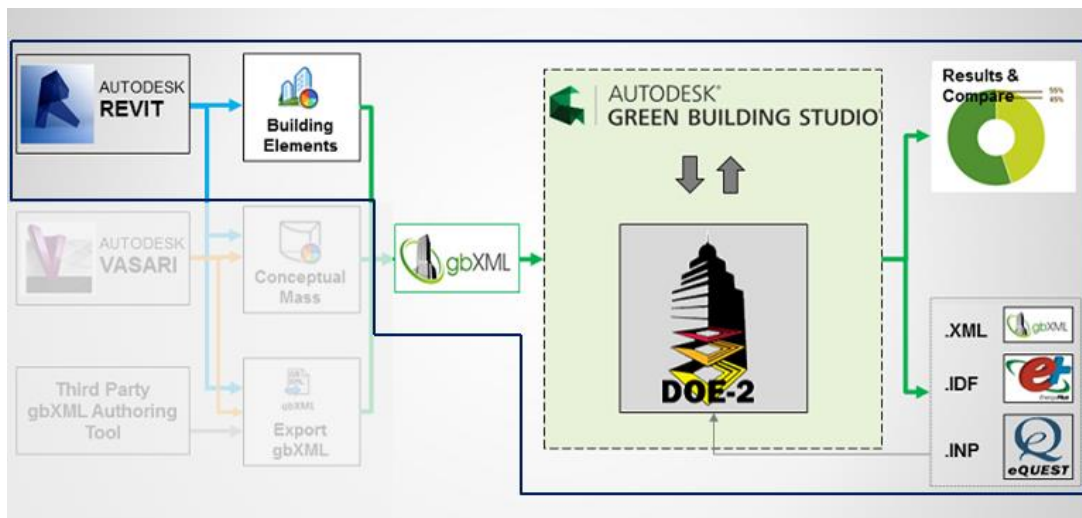 AUTODESK
REVIT
Building
Elements
AUTODESK
VASARI
Conceptual
Mass
Third Party
gbXML Authoring
Tool
gbXML
Export
gbXML
gbXML
AUTODESK®
GREEN BUILDING STUDIO
DOE-2
Results &
Compare
55%
45%
.XML
gbXML
.IDF
EnergyPlus
.INP
eQUEST